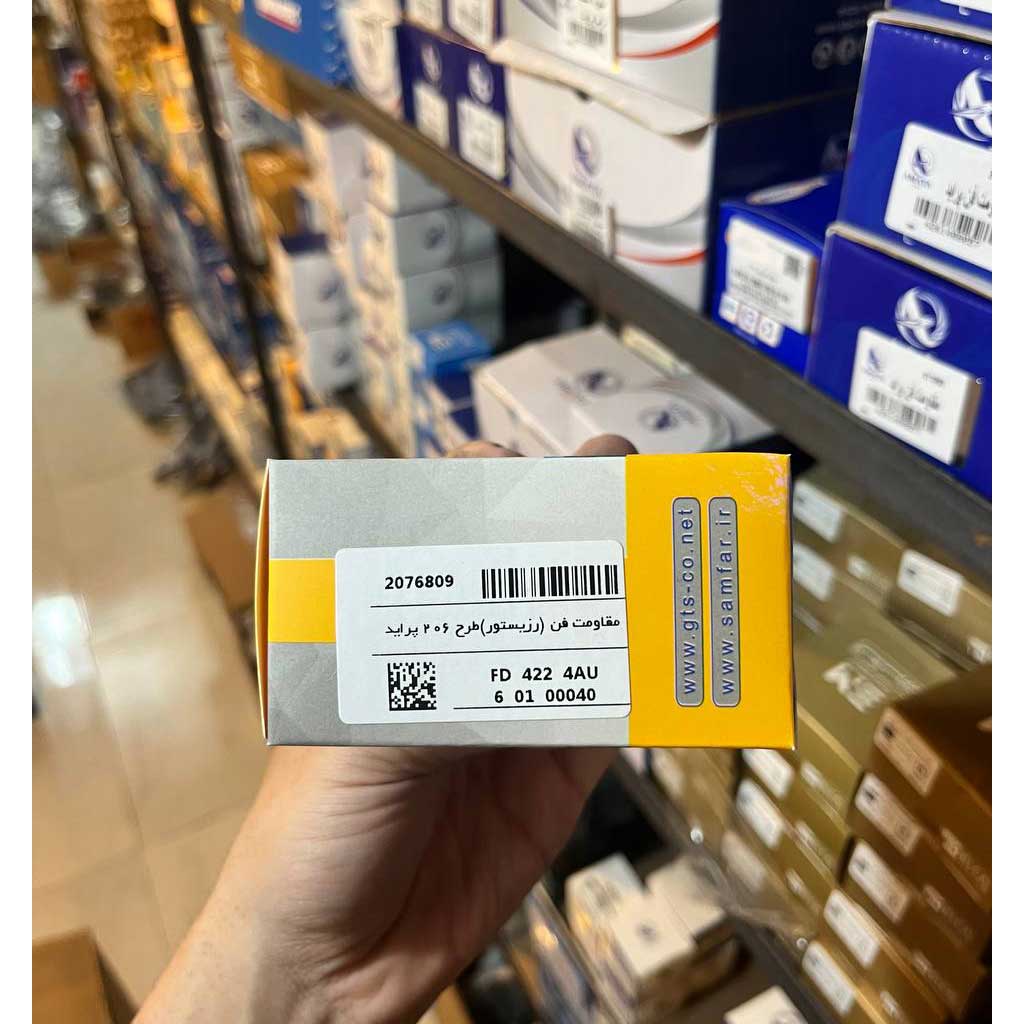 2076809
مقاومت فن (رزیستور)طرح ۲۰۶ پراید
FD 422 4AU
6 01 00040
www.gts-co.net
www.samfar.ir